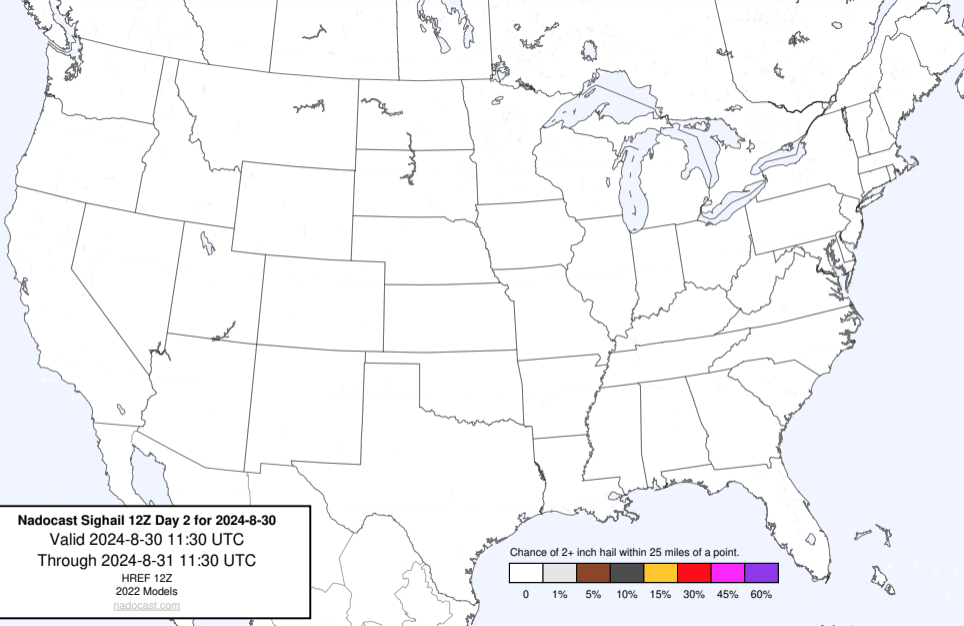 Nadocast Sighail 12Z Day 2 for 2024-8-30
Valid 2024-8-30 11:30 UTC
Through 2024-8-31 11:30 UTC
HREF 12Z
2022 Models
nadocast.com
Chance of 2+ inch hail within 25 miles of a point.
0 1% 5% 10% 15% 30% 45% 60%